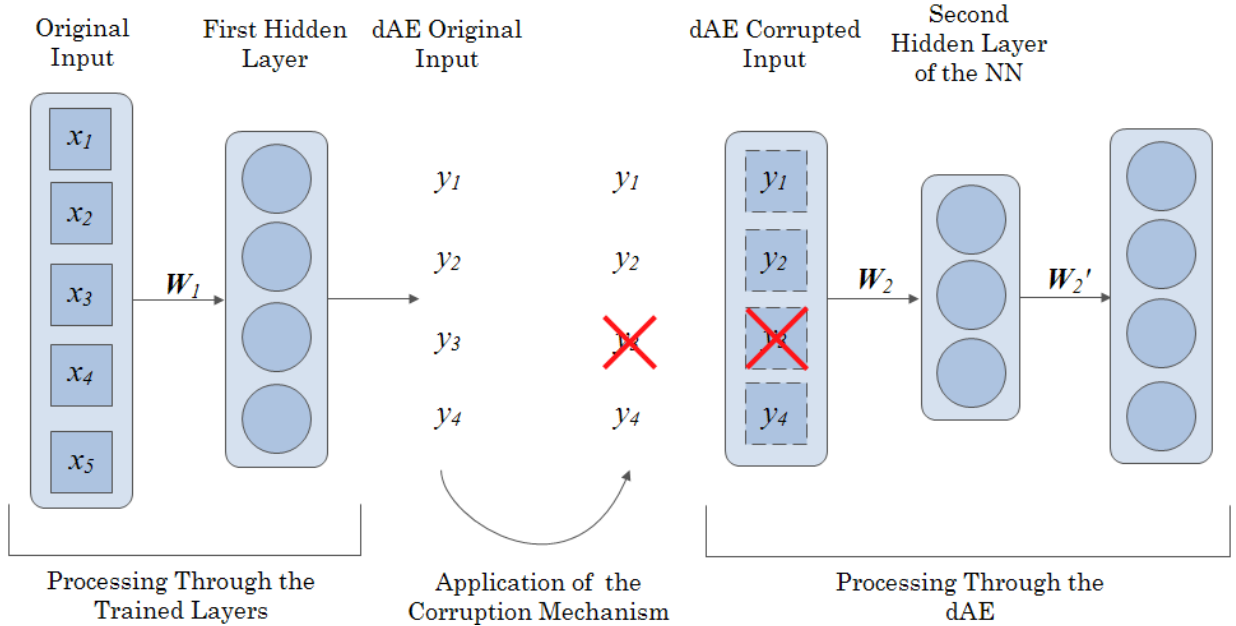 Original
Input
First Hidden
Layer
dAE Original
Input
dAE Corrupted
Input
Second
Hidden Layer
of the NN
x1
x2
x3
x4
x5
W1
y1
y2
y3
y4
y1
y2
y3
y4
y1
y2
y3
y4
W2
W2'
Processing Through the
Trained Layers
Application of the
Corruption Mechanism
Processing Through the
dAE